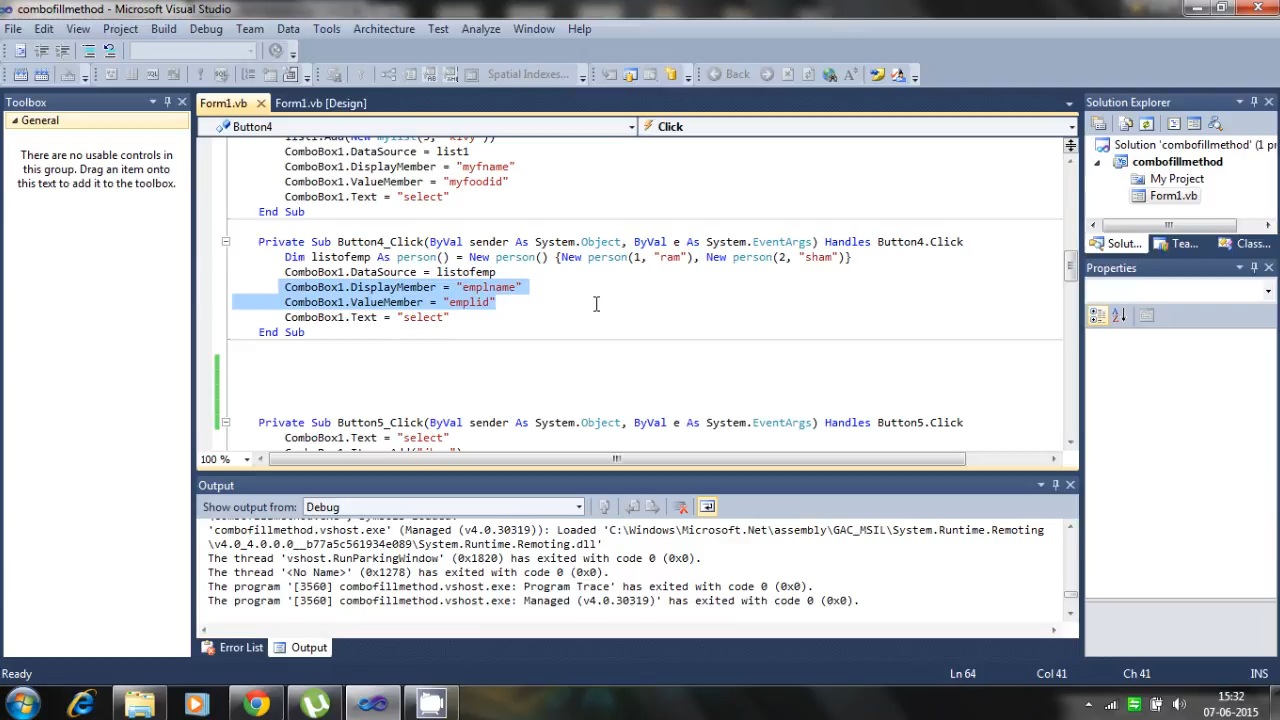 combofillmethod - Microsoft Visual Studio
File Edit View Project Build Debug Team Data Tools Architecture Test Analyze Window Help
Spatial Indexes...
Back
Toolbox
General
There are no usable controls in
this group. Drag an item onto
this text to add it to the toolbox.
Form1.vb
Form1.vb [Design]
Button4
Click
ComboBox1.DataSource = list1
ComboBox1.DisplayMember = "myfname"
ComboBox1.ValueMember = "myfoodid"
ComboBox1.Text = "select"
End Sub
Private Sub Button4_Click(ByVal sender As System.Object, ByVal e As System.EventArgs) Handles Button4.Click
Dim listofemp As person() = New person() {New person(1, "ram"), New person(2, "sham")}
ComboBox1.DataSource = listofemp
ComboBox1.DisplayMember = "emplname"
ComboBox1.ValueMember = "emplid"
ComboBox1.Text = "select"
End Sub
Private Sub Button5_Click(ByVal sender As System.Object, ByVal e As System.EventArgs) Handles Button5.Click
ComboBox1.Text = "select"
100 %
Output
Show output from: Debug
'combofillmethod.vshost.exe' (Managed (v4.0.30319)): Loaded 'C:\Windows\Microsoft.Net\assembly\GAC_MSIL\System.Runtime.Remoting
\v4.0_4.0.0.0__b77a5c561934e089\System.Runtime.Remoting.dll'
The thread 'vshost.RunParkingWindow' (0x1820) has exited with code 0 (0x0).
The thread '<No Name>' (0x1278) has exited with code 0 (0x0).
The program '[3560] combofillmethod.vshost.exe: Program Trace' has exited with code 0 (0x0).
The program '[3560] combofillmethod.vshost.exe: Managed (v4.0.30319)' has exited with code 0 (0x0).
Error List
Output
Solution Explorer
Solution 'combofillmethod' (1 pr
combofillmethod
My Project
Form1.vb
Solut...
Tea...
Class...
Properties
Ready
Ln 64
Col 41
Ch 41
INS
15:32
07-06-2015